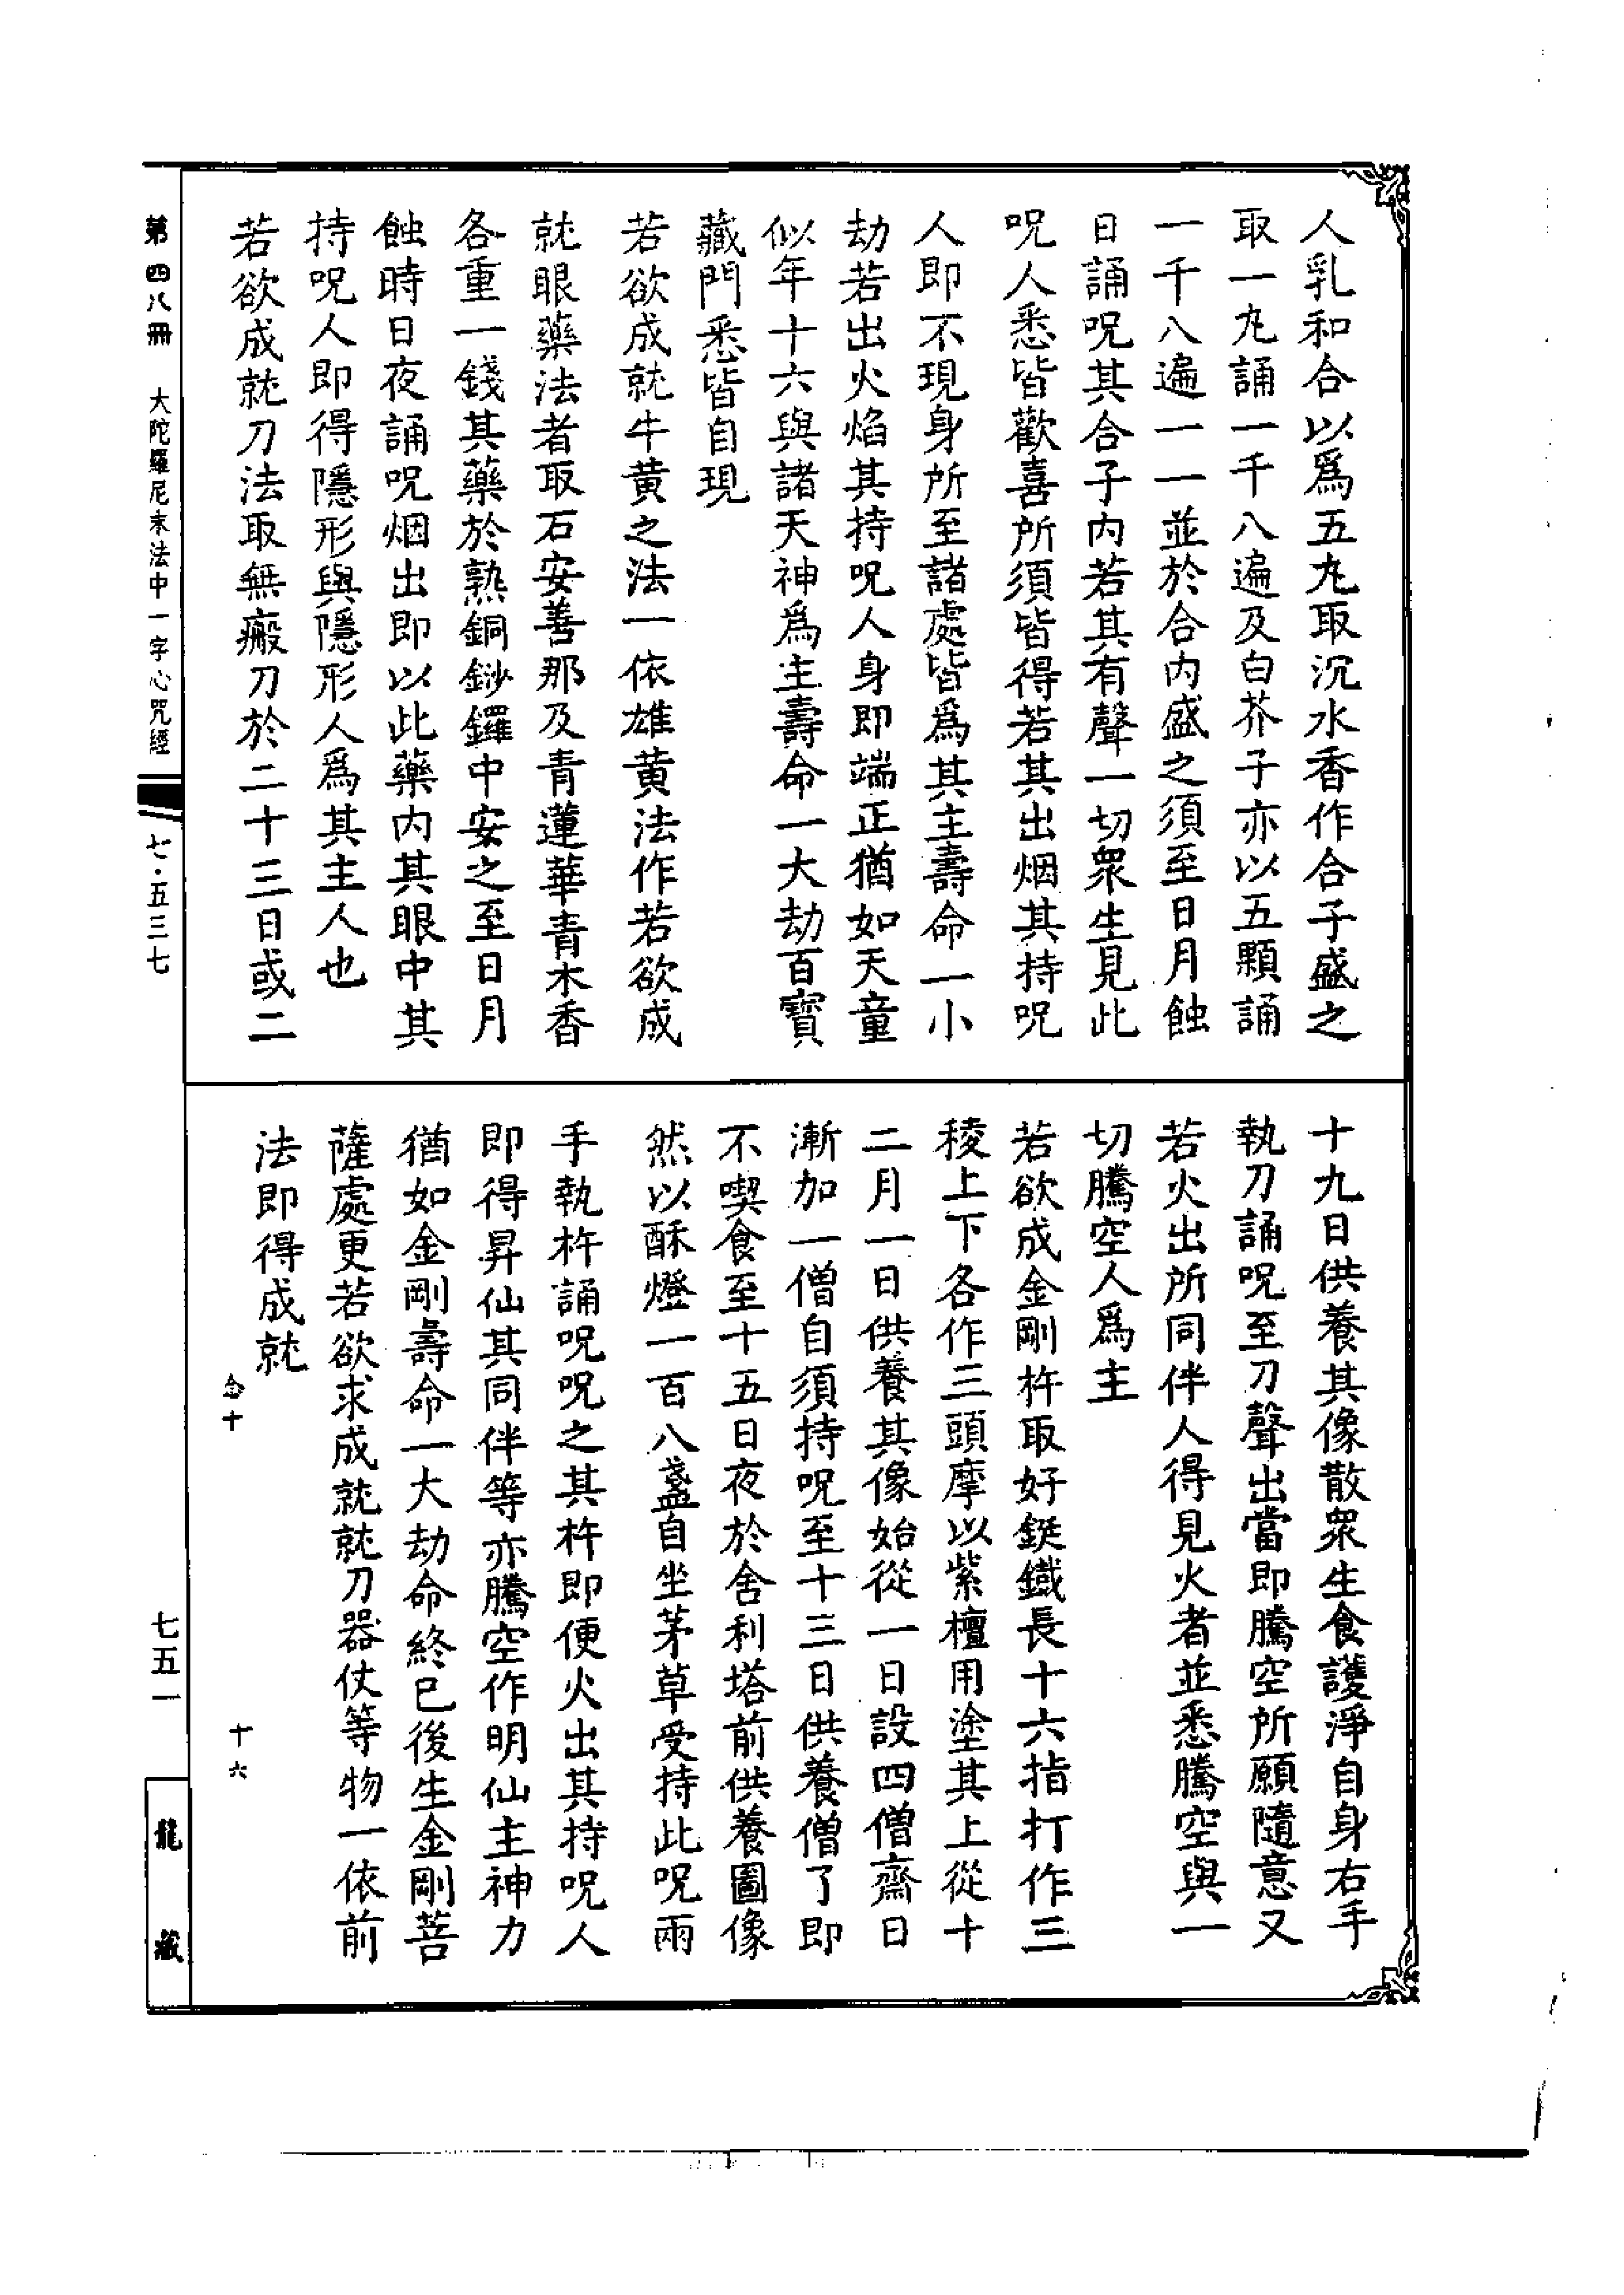 人乳和合以爲五丸取沉水香作合子盛之
取一丸誦一千八遍及白芥子亦以五顆誦
一千八遍一一並於合内盛之須至日月蝕
日誦呪其合子内若其有聲一切衆生見此
呪人悉皆歡喜所須皆得若其出烟其持呪
人即不現身所至諸處皆爲其主壽命一小
劫若出火焰其持呪人身即端正猶如天童
似年十六與諸天神爲主壽命一大劫百寶
藏門悉皆自現
若欲成就牛黄之法一依雄黄法作若欲成
就眼藥法者取石安善那及青蓮華青木香
各重一錢其藥於熟銅鈔鑼中安之至日月
蝕時日夜誦呪烟出即以此藥内其眼中其
持呪人即得隱形與隱形人爲其主人也
若欲成就刀法取無瘢刀於二十三日或二
十九日供養其像散衆生食護淨自身右手
執刀誦呪至刀聲出當即騰空所願隨意又
若火出所同伴人得見火者並悉騰空與一
切騰空人爲主
若欲成金剛杵取好鋌鐵長十六指打作三
稜上下各作三頭摩以紫檀用塗其上從十
二月一日供養其像始從一日設四僧齋日
漸加一僧自須持呪至十三日供養僧了即
不喫食至十五日夜於舍利塔前供養圖像
然以酥燈一百八盞自坐茅草受持此呪兩
手執杵誦呪呪之其杵即便火出其持呪人
即得昇仙其同伴等亦騰空作明仙主神力
猶如金剛壽命一大劫命終已後生金剛菩
薩處更若欲求成就就刀器仗等物一依前
法即得成就
念十
十六
第四八冊 大陀羅尼末法中一字心咒經
七·五三七
七五一
龍藏